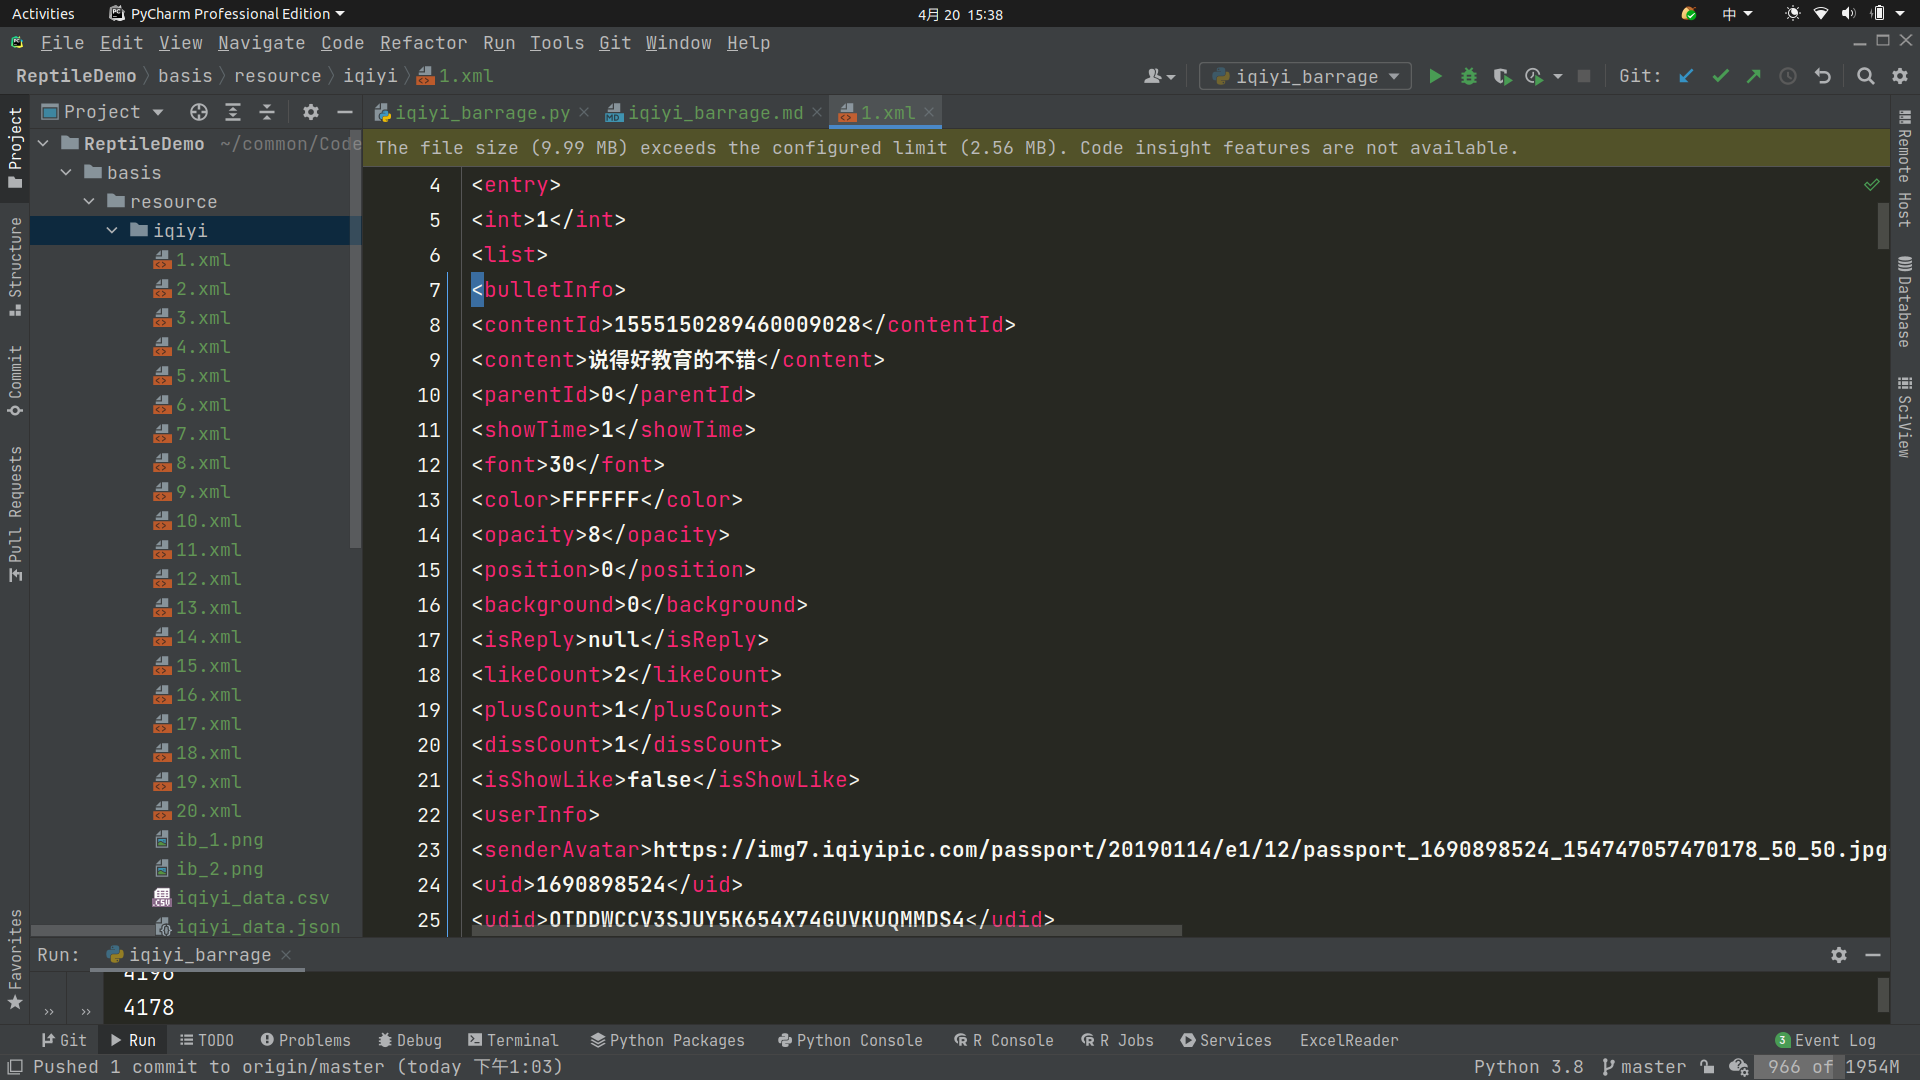 Activities PyCharm Professional Edition 4月 20 15:38 中
File Edit View Navigate Code Refactor Run Tools Git Window Help
ReptileDemo basis resource iqiyi 1.xml iqiyi_barrage Git:
Project iqiyi_barrage.py iqiyi_barrage.md 1.xml
The file size (9.99 MB) exceeds the configured limit (2.56 MB). Code insight features are not available.
Project
Structure
Commit
Pull Requests
Favorites
ReptileDemo ~/common/Code
basis
resource
iqiyi
1.xml
2.xml
3.xml
4.xml
5.xml
6.xml
7.xml
8.xml
9.xml
10.xml
11.xml
12.xml
13.xml
14.xml
15.xml
16.xml
17.xml
18.xml
19.xml
20.xml
ib_1.png
ib_2.png
iqiyi_data.csv
iqiyi_data.json
4 <entry>
5 <int>1</int>
6 <list>
7 <bulletInfo>
8 <contentId>1555150289460009028</contentId>
9 <content>说得好教育的不错</content>
10 <parentId>0</parentId>
11 <showTime>1</showTime>
12 <font>30</font>
13 <color>FFFFFF</color>
14 <opacity>8</opacity>
15 <position>0</position>
16 <background>0</background>
17 <isReply>null</isReply>
18 <likeCount>2</likeCount>
19 <plusCount>1</plusCount>
20 <dissCount>1</dissCount>
21 <isShowLike>false</isShowLike>
22 <userInfo>
23 <senderAvatar>https://img7.iqiyipic.com/passport/20190114/e1/12/passport_1690898524_154747057470178_50_50.jpg
24 <uid>1690898524</uid>
25 <udid>OTDDWCCV3SJUY5K654X74GUVKUQMMDS4</udid>
Remote Host
Database
SciView
Run: iqiyi_barrage
4196
4178
Git Run TODO Problems Debug Terminal Python Packages Python Console R Console R Jobs Services ExcelReader 3 Event Log
Pushed 1 commit to origin/master (today 下午1:03) Python 3.8 master 966 of 1954M